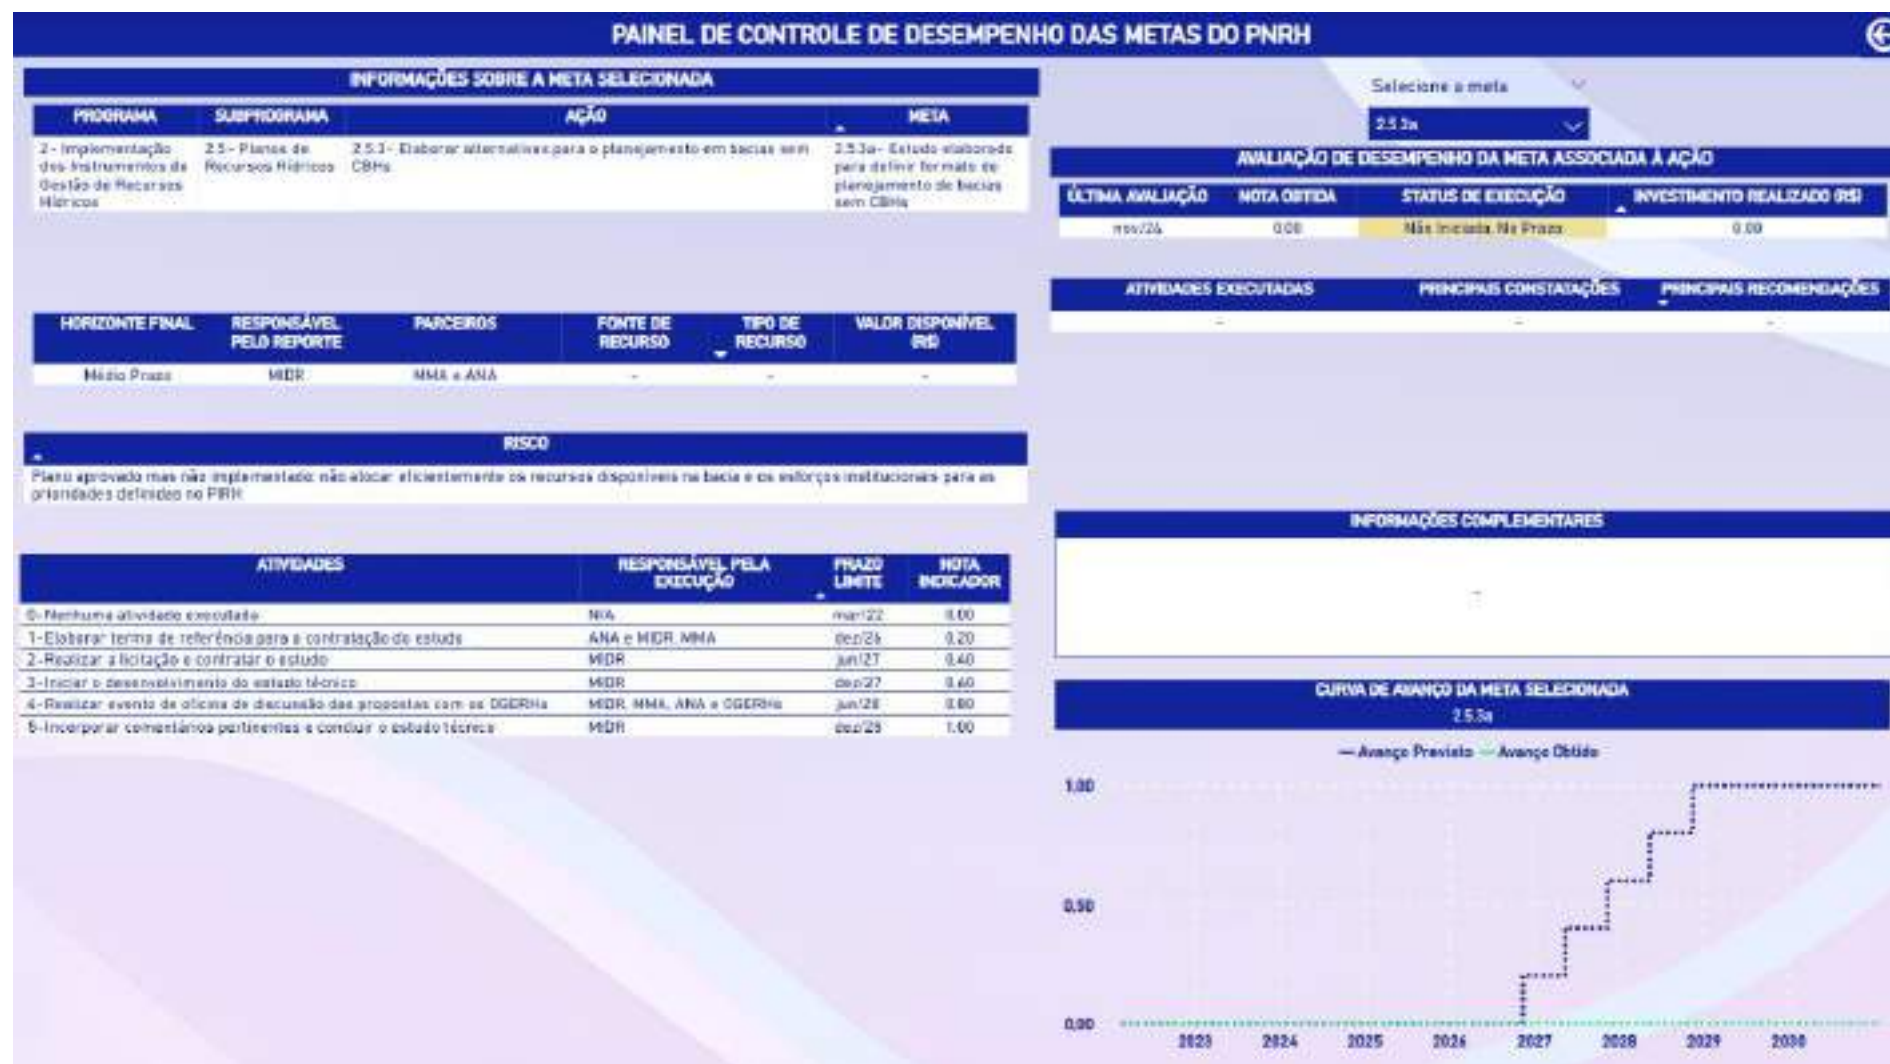 PAINEL DE CONTROLE DE DESEMPENHO DAS METAS DO PNRH
INFORMAÇÕES SOBRE A META SELECIONADA
PROGRAMA SUBPROGRAMA AÇÃO META
2- Implementação dos Instrumentos de Gestão de Recursos Hídricos
2.5- Planos de Recursos Hídricos
2.5.3- Elaborar alternativas para o planejamento em bacias sem CBHs
2.5.3a- Estudo elaborado para definir formato de planejamento de bacias sem CBHs
HORIZONTE FINAL RESPONSÁVEL PELO REPORTE PARCEIROS FONTE DE RECURSO TIPO DE RECURSO VALOR DISPONÍVEL (R$)
Médio Prazo MIDR MMA e ANA - - -
RISCO
Plano aprovado mas não implementado: não alocar eficientemente os recursos disponíveis na bacia e os esforços institucionais para as
prioridades definidas no PIRH
ATIVIDADES RESPONSÁVEL PELA EXECUÇÃO PRAZO LIMITE NOTA INDICADOR
0- Nenhuma atividade executada N/A mar/22 0.00
1-Elaborar termo de referência para a contratação do estudo ANA e MIDR, MMA dez/26 0.20
2-Realizar a licitação e contratar o estudo MIDR jun/27 0.40
3-Iniciar o desenvolvimento do estudo técnico MIDR dez/27 0.60
4-Realizar evento de oficina de discussão das propostas com os OGERHs MIDR, MMA, ANA e OGERHs jun/28 0.80
5-Incorporar comentários pertinentes e concluir o estudo técnico MIDR dez/28 1.00
Selecione a meta
2.5.3a
AVALIAÇÃO DE DESEMPENHO DA META ASSOCIADA À AÇÃO
ÚLTIMA AVALIAÇÃO NOTA OBTIDA STATUS DE EXECUÇÃO INVESTIMENTO REALIZADO (R$)
nov/24 0.00 Não Iniciada, No Prazo 0.00
ATIVIDADES EXECUTADAS PRINCIPAIS CONSTATAÇÕES PRINCIPAIS RECOMENDAÇÕES
- - -
INFORMAÇÕES COMPLEMENTARES
-
CURVA DE AVANÇO DA META SELECIONADA
2.5.3a
Avanço Previsto Avanço Obtido
1,00
0,50
0,00
2023 2024 2025 2026 2027 2028 2029 2030